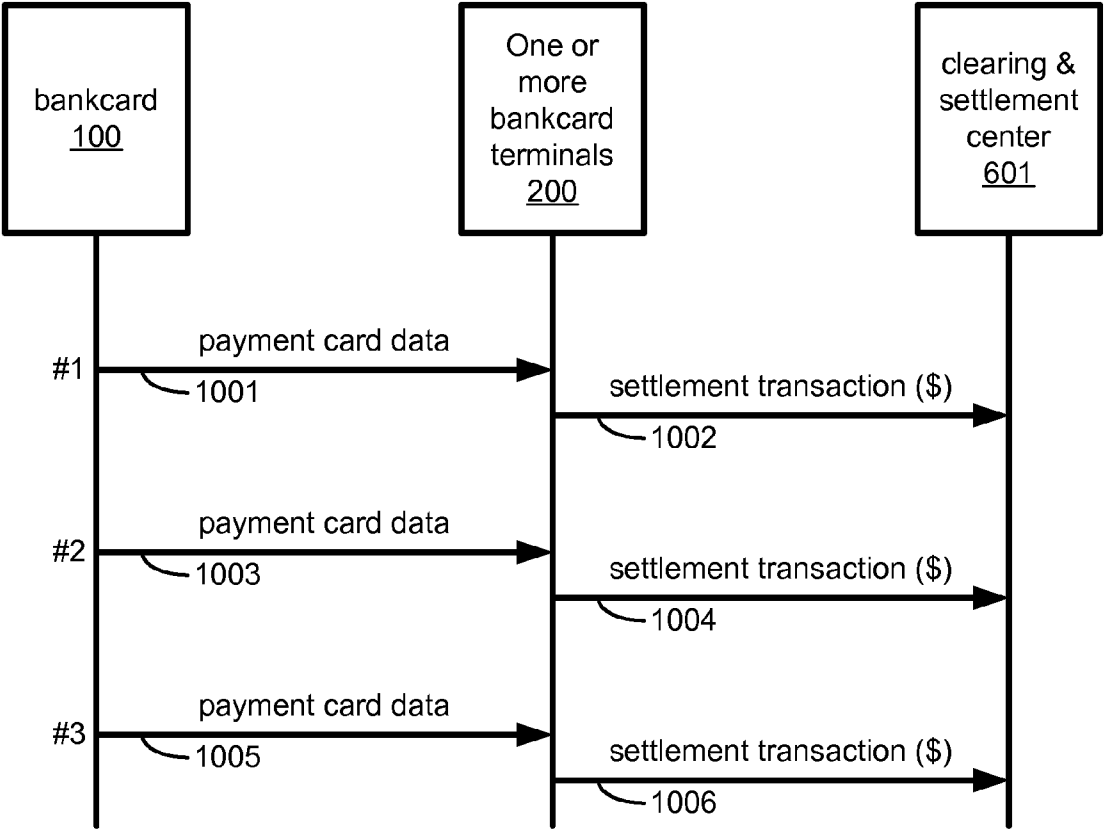 bankcard
100
One or
more
bankcard
terminals
200
clearing &
settlement
center
601
payment card data
#1
1001
settlement transaction ($)
1002
payment card data
#2
1003
settlement transaction ($)
1004
payment card data
#3
1005
settlement transaction ($)
1006